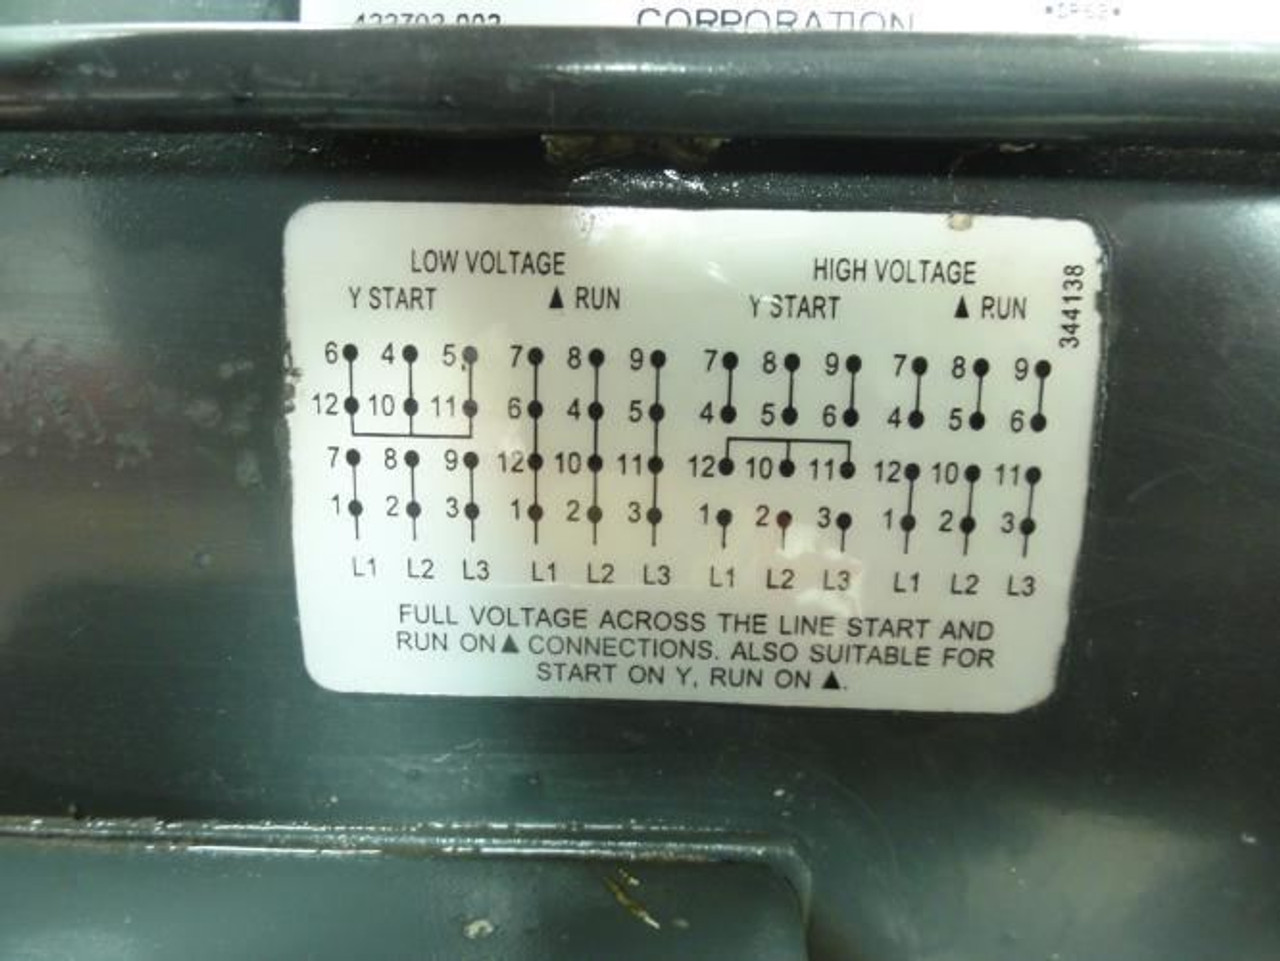 CORPORATION
LOW VOLTAGE HIGH VOLTAGE
Y START ▲ RUN Y START ▲ RUN
344138
6 4 5 7 8 9 7 8 9 7 8 9
12 10 11 6 4 5 4 5 6 4 5 6
7 8 9 12 10 11 12 10 11 12 10 11
1 2 3 1 2 3 1 2 3 1 2 3
L1 L2 L3 L1 L2 L3 L1 L2 L3 L1 L2 L3
FULL VOLTAGE ACROSS THE LINE START AND
RUN ON ▲ CONNECTIONS. ALSO SUITABLE FOR
START ON Y, RUN ON ▲.